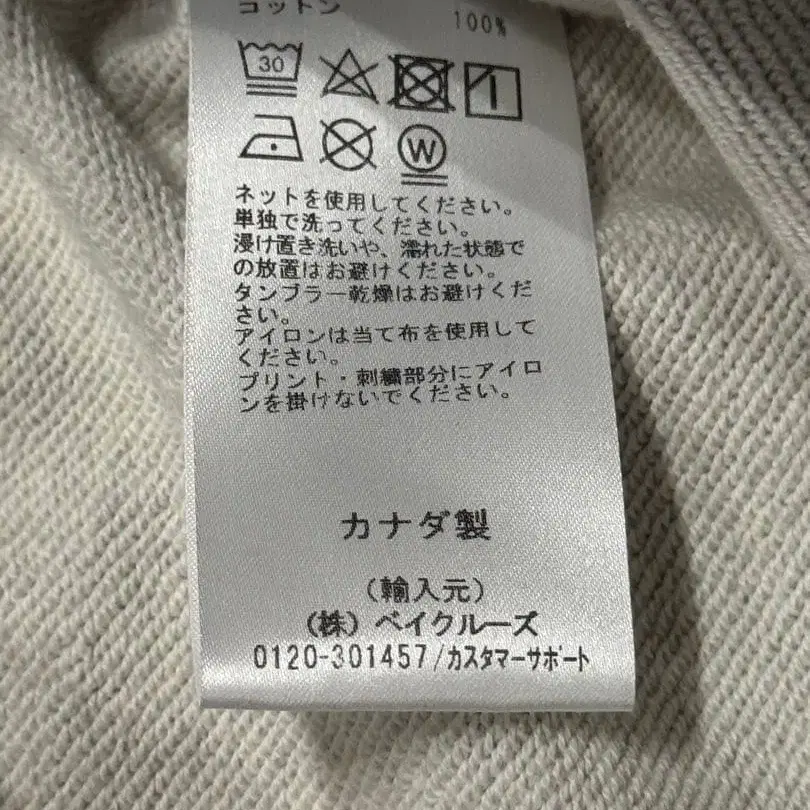 コットン 100%
30
W
ネットを使用してください。
単独で洗ってください。
浸け置き洗いや、濡れた状態で
の放置はお避けください。
タンブラー乾燥はお避けくだ
さい。
アイロンは当て布を使用して
ください。
プリント・刺繍部分にアイロ
ンを掛けないでください。
カナダ製
(輸入元)
(株)ベイクルーズ
0120-301457/カスタマーサポート